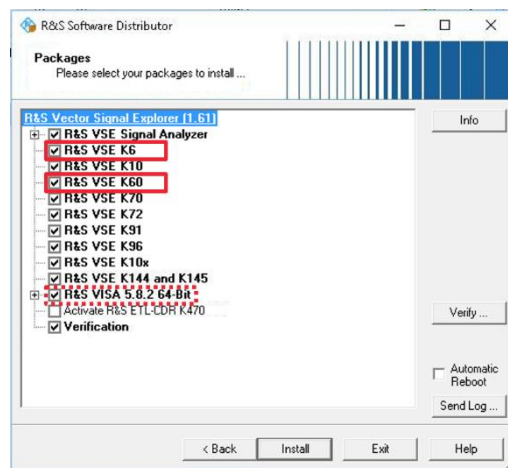 R&S Software Distributor
Packages
Please select your packages to install ...
R&S Vector Signal Explorer [1.61]
R&S VSE Signal Analyzer
R&S VSE K6
R&S VSE K10
R&S VSE K60
R&S VSE K70
R&S VSE K72
R&S VSE K91
R&S VSE K96
R&S VSE K10x
R&S VSE K144 and K145
R&S VISA 5.8.2 64-Bit
Activate R&S ETL-CDR K470
Verification
Info
Verify ...
Automatic
Reboot
Send Log ...
< Back
Install
Exit
Help